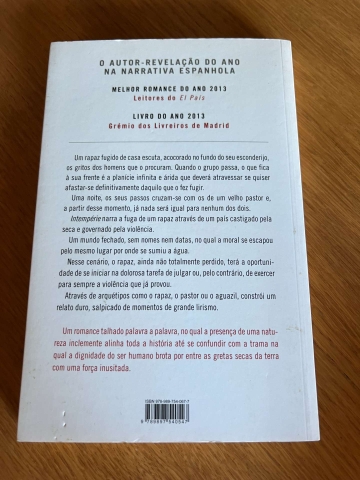 O AUTOR-REVELAÇÃO DO ANO
NA NARRATIVA ESPANHOLA
MELHOR ROMANCE DO ANO 2013
Leitores do El País
LIVRO DO ANO 2013
Grémio dos Livreiros de Madrid
Um rapaz fugido de casa escuta, acocorado no fundo do seu esconderijo,
os gritos dos homens que o procuram. Quando o grupo passa, o que fica
à sua frente é a planície infinita e árida que deverá atravessar se quiser
afastar-se definitivamente daquilo que o fez fugir.
Uma noite, os seus passos cruzam-se com os de um velho pastor e,
a partir desse momento, já nada será igual para nenhum dos dois.
Intempérie narra a fuga de um rapaz através de um país castigado pela
seca e governado pela violência.
Um mundo fechado, sem nomes nem datas, no qual a moral se escapou
pelo mesmo lugar por onde se sumiu a água.
Nesse cenário, o rapaz, ainda não totalmente perdido, terá a oportuni-
dade de se iniciar na dolorosa tarefa de julgar ou, pelo contrário, de exercer
para sempre a violência que já provou.
Através de arquétipos como o rapaz, o pastor ou o aguazil, constrói um
relato duro, salpicado de momentos de grande lirismo.
Um romance talhado palavra a palavra, no qual a presença de uma natu-
reza inclemente alinha toda a história até se confundir com a trama na
qual a dignidade do ser humano brota por entre as gretas secas da terra
com uma força inusitada.